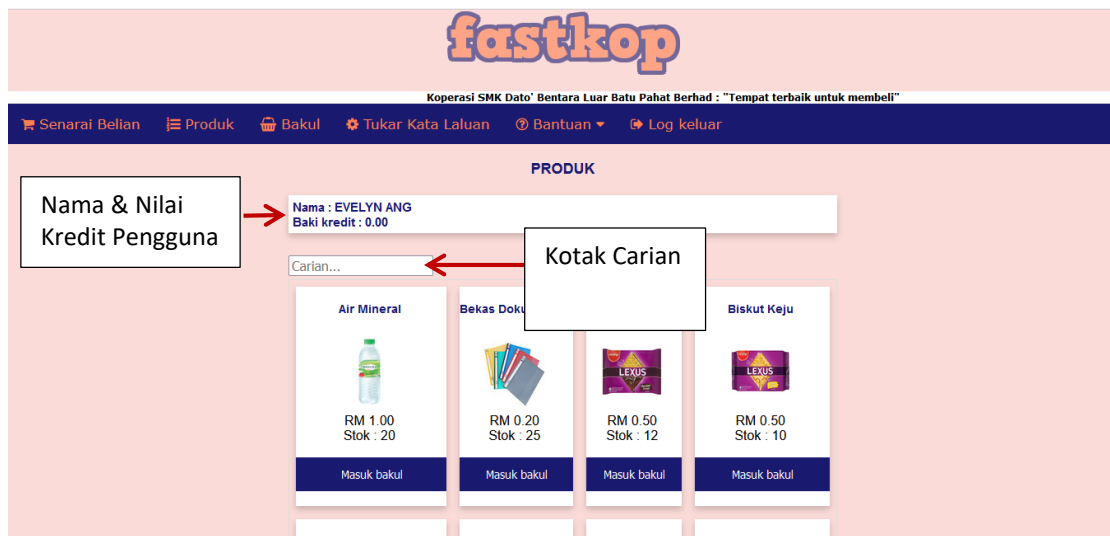 fastkop
Koperasi SMK Dato' Bentara Luar Batu Pahat Berhad : "Tempat terbaik untuk membeli"
Senarai Belian Produk Bakul Tukar Kata Laluan Bantuan Log keluar
PRODUK
Nama & Nilai
Kredit Pengguna
Nama : EVELYN ANG
Baki kredit : 0.00
Kotak Carian
Carian...
Air Mineral
Bekas
Biskut Keju
LEXUS
LEXUS
RM 1.00
Stok : 20
RM 0.20
Stok : 25
RM 0.50
Stok : 12
RM 0.50
Stok : 10
Masuk bakul
Masuk bakul
Masuk bakul
Masuk bakul